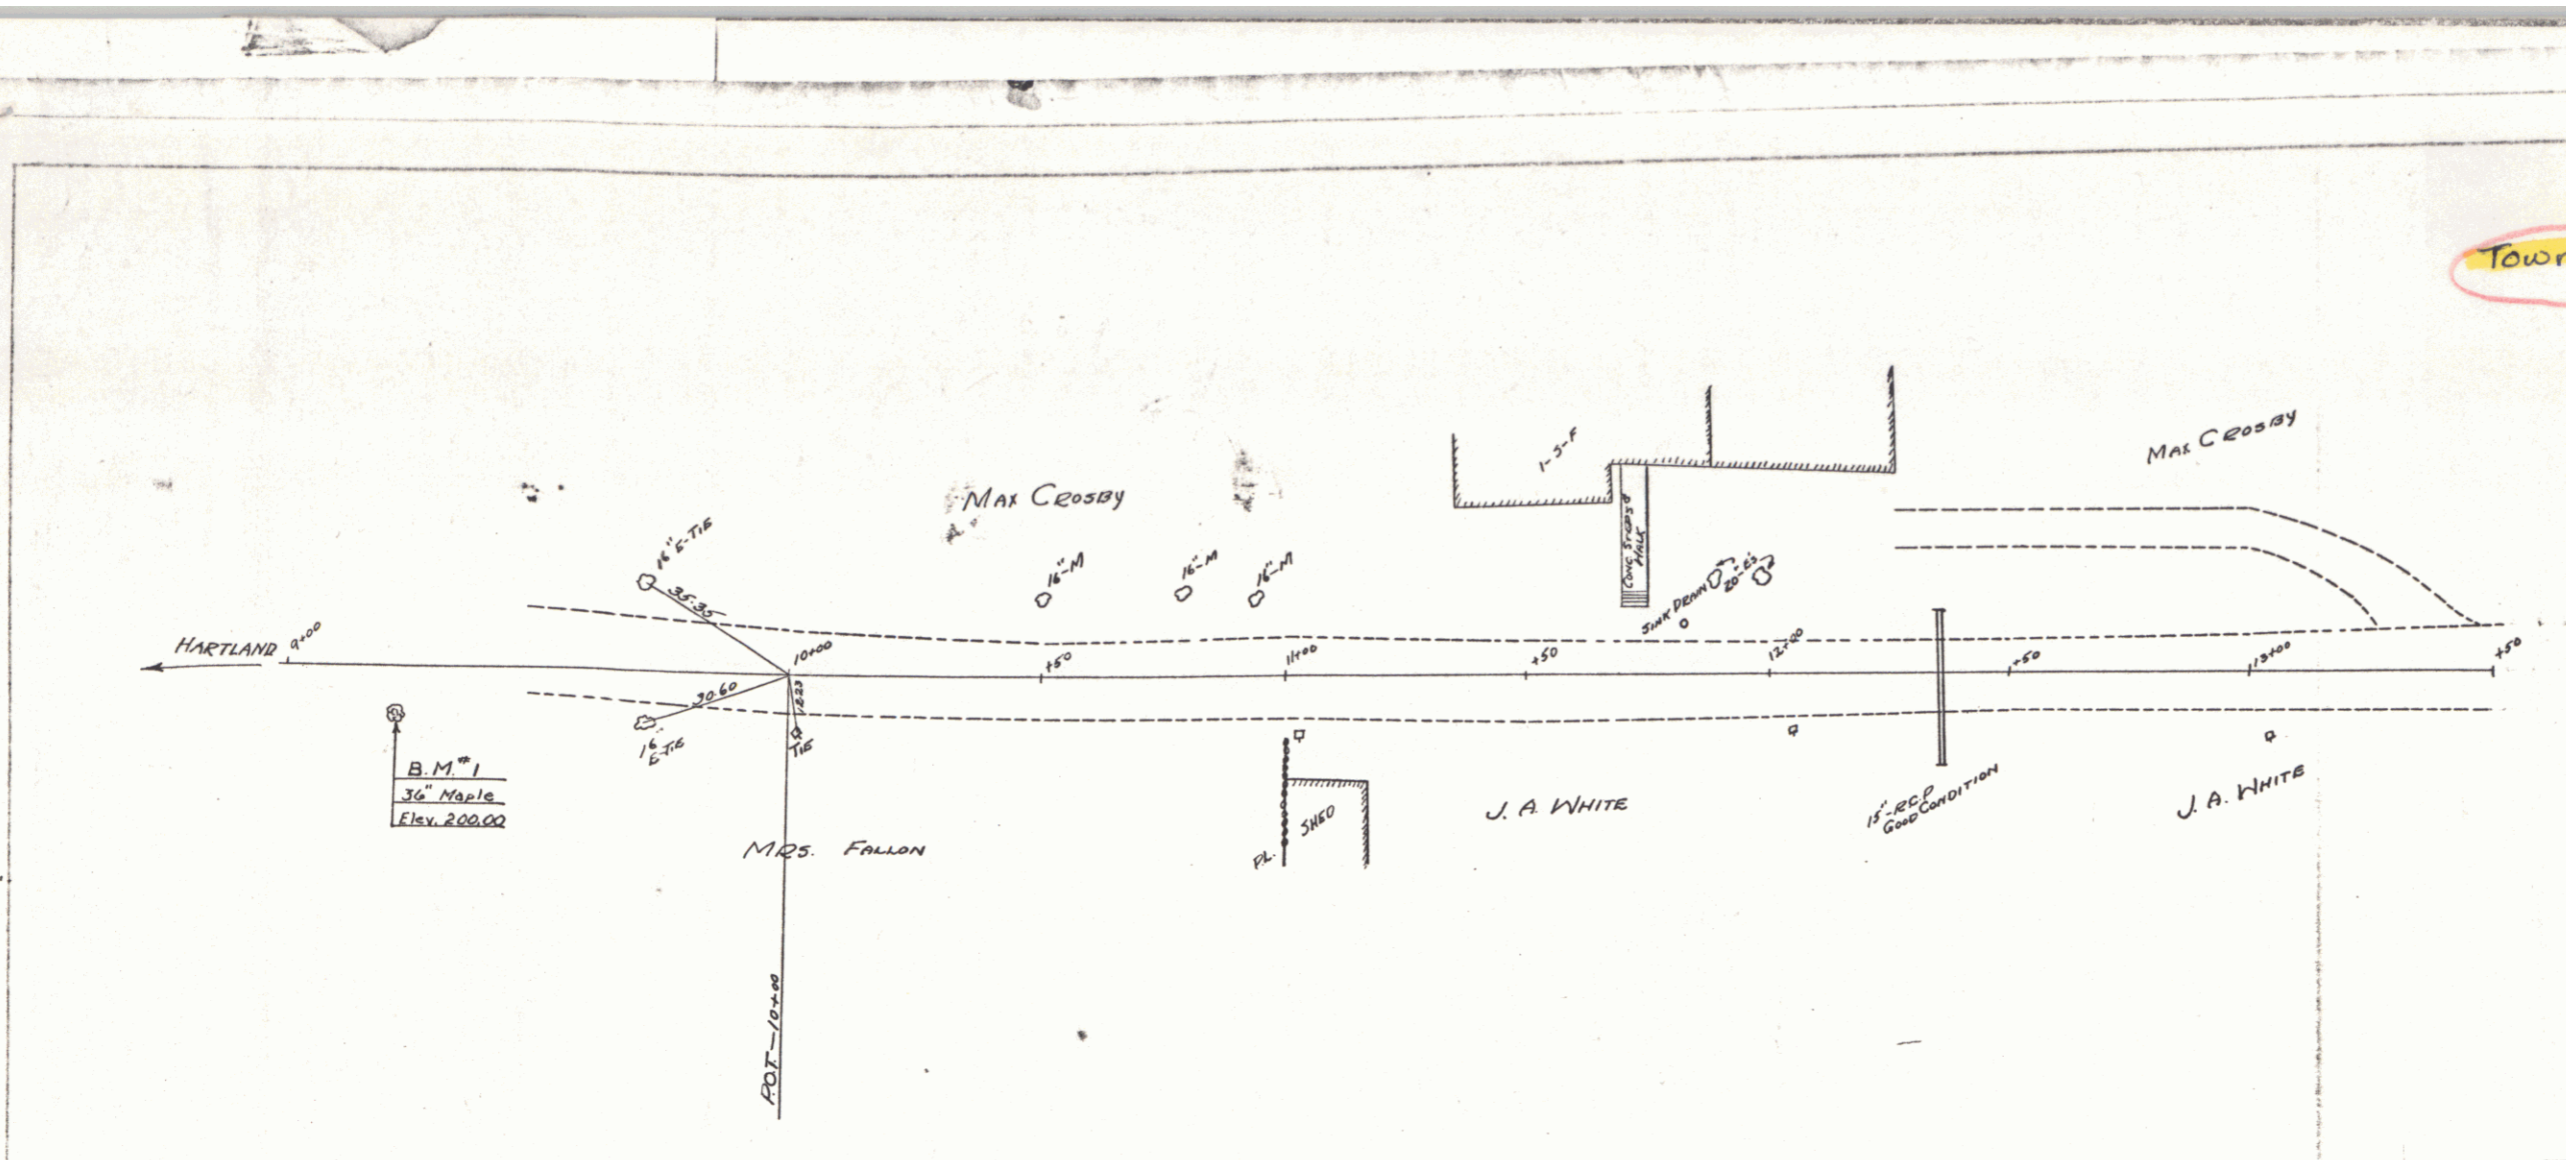 Town
MAX CROSBY
1-S-F
MAX CROSBY
16" E-TIE
CONC. STEPS &
WALK
16"-M
16"-M
16"-M
20"-E'S
SINK DRAIN
35.35
HARTLAND
9+00
10+00
+50
11+00
+50
12+00
+50
13+00
+50
30.60
12.23
16"
E-TIE
TIE
B.M. #1
36" Maple
Elev. 200.00
MRS. FALLON
P.L.
SHED
J. A. WHITE
15"-R.C.P.
GOOD CONDITION
J. A. WHITE
P.O.T. — 10+00